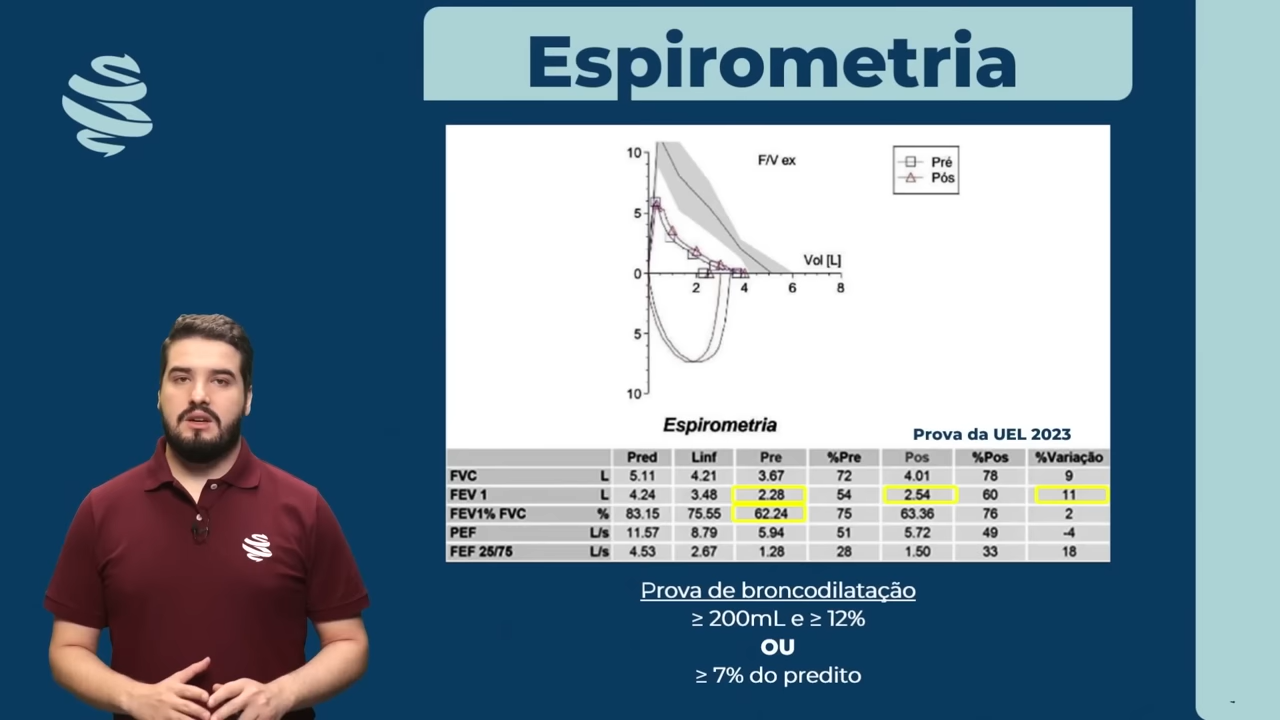 Espirometria
10
F/V ex
Pré
Pós
5
Vol [L]
0
2 4 6 8
5
10
Espirometria
Prova da UEL 2023
Pred Linf Pre %Pre Pos %Pos %Variação
FVC L 5.11 4.21 3.67 72 4.01 78 9
FEV 1 L 4.24 3.48 2.28 54 2.54 60 11
FEV1% FVC % 83.15 75.55 62.24 75 63.36 76 2
PEF L/s 11.57 8.79 5.94 51 5.72 49 -4
FEF 25/75 L/s 4.53 2.67 1.28 28 1.50 33 18
Prova de broncodilatação
≥ 200mL e ≥ 12%
OU
≥ 7% do predito